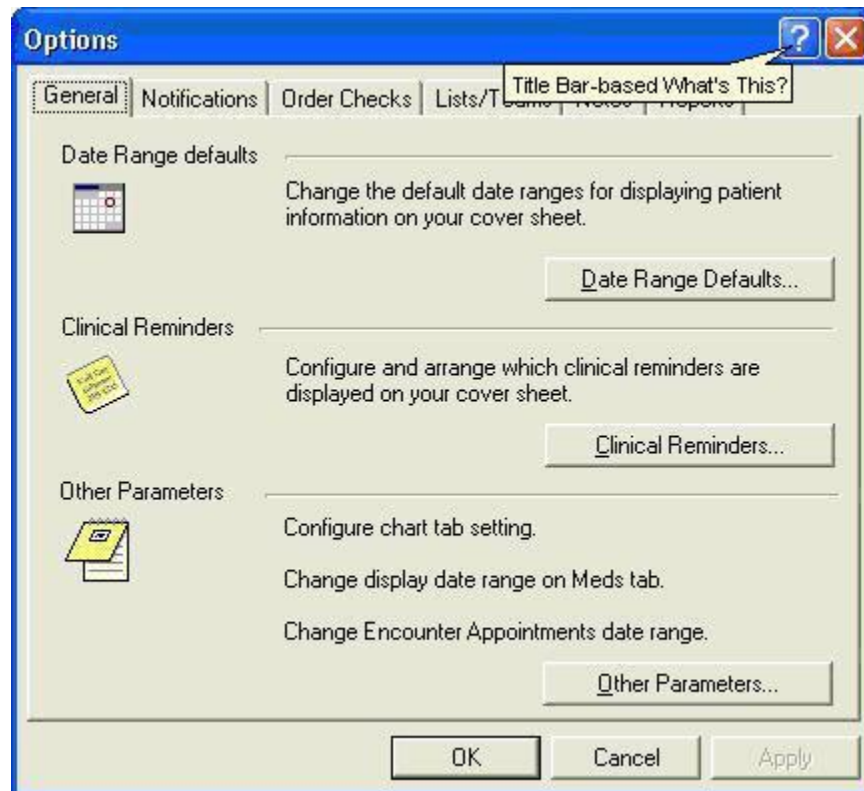 Options
?
Title Bar-based What's This?
General Notifications Order Checks Lists/Teams Notes Reports
Date Range defaults
Change the default date ranges for displaying patient
information on your cover sheet.
Date Range Defaults...
Clinical Reminders
Configure and arrange which clinical reminders are
displayed on your cover sheet.
Clinical Reminders...
Other Parameters
Configure chart tab setting.
Change display date range on Meds tab.
Change Encounter Appointments date range.
Other Parameters...
OK Cancel Apply